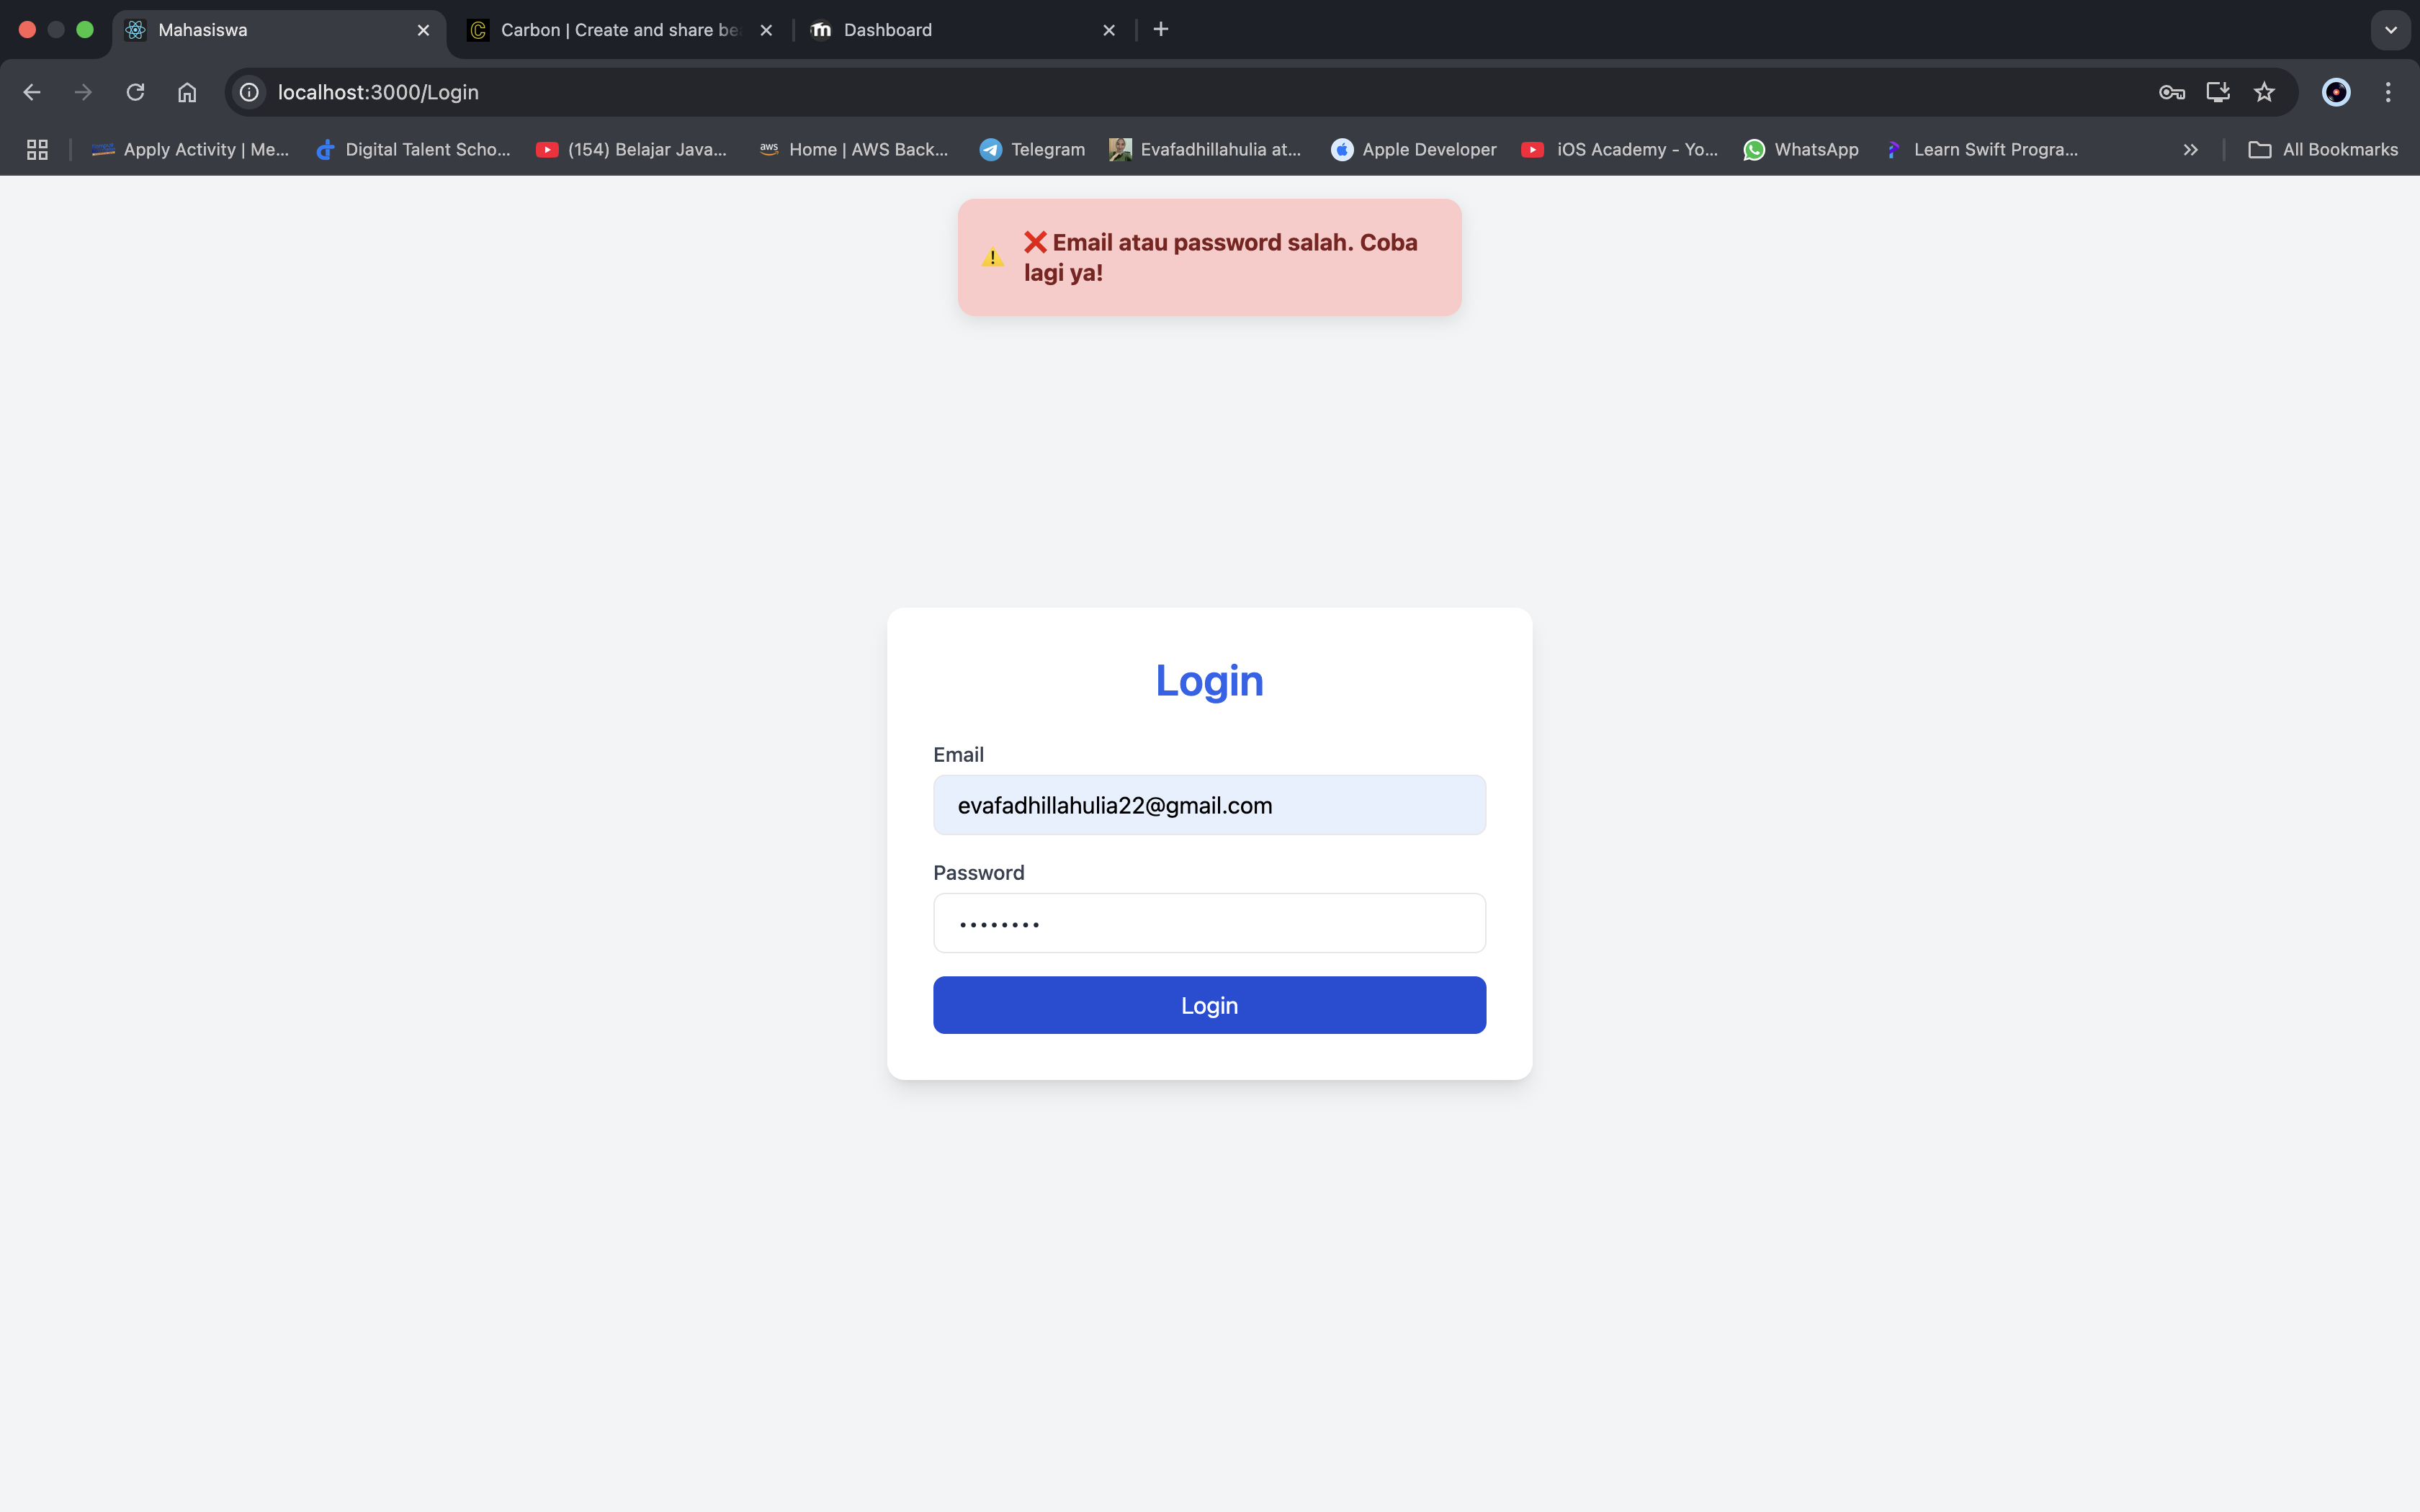 Mahasiswa
Carbon | Create and share be
Dashboard
localhost:3000/Login
Apply Activity | Me...
Digital Talent Scho...
(154) Belajar Java...
aws
Home | AWS Back...
Telegram
Evafadhillahulia at...
Apple Developer
iOS Academy - Yo...
WhatsApp
Learn Swift Progra...
All Bookmarks
Email atau password salah. Coba
lagi ya!
Login
Email
evafadhillahulia22@gmail.com
Password
••••••••
Login